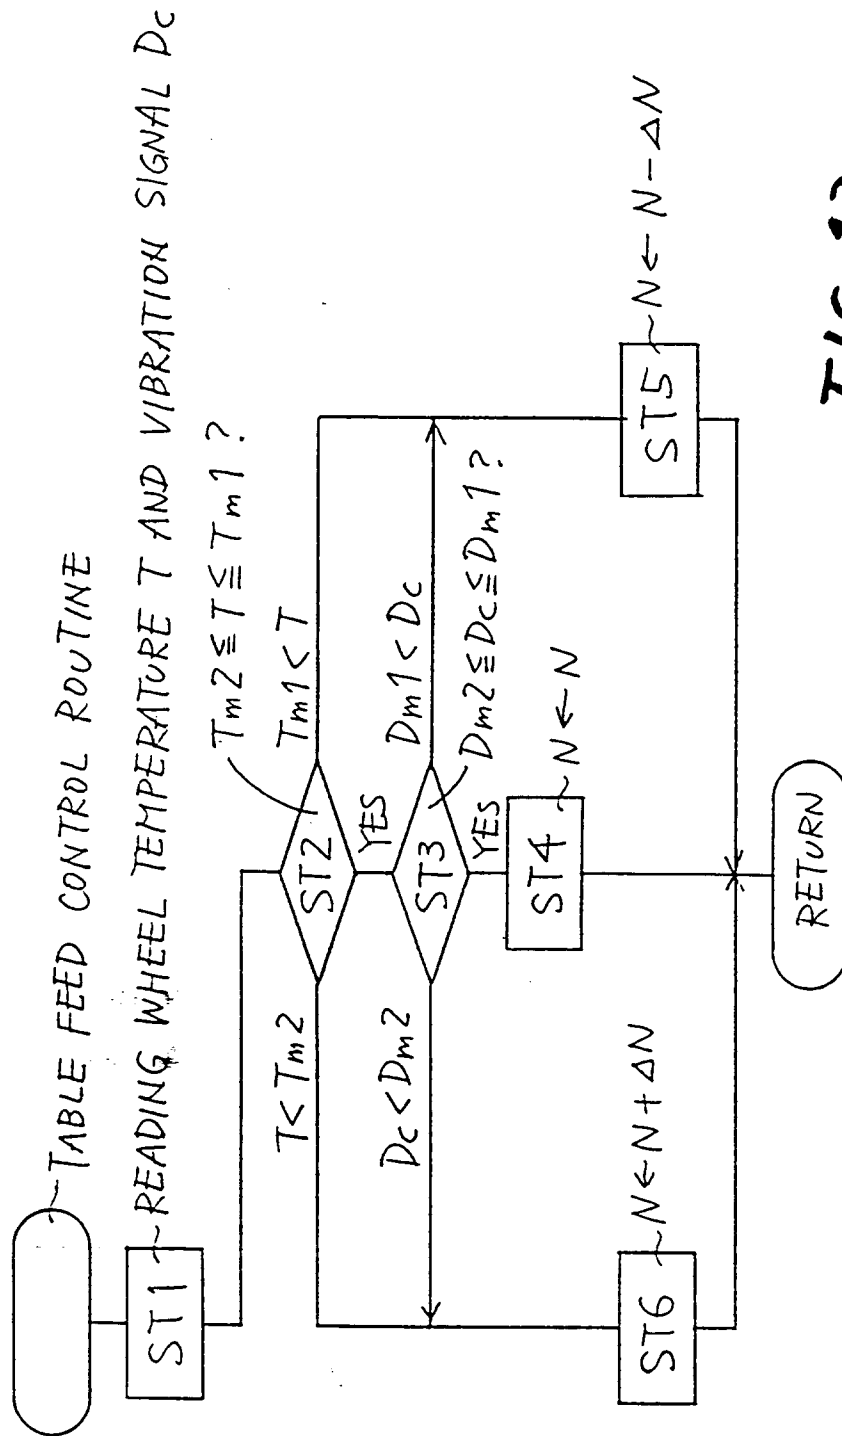 TABLE FEED CONTROL ROUTINE
ST1
READING WHEEL TEMPERATURE T AND VIBRATION SIGNAL Dc
Tm2≦T≦Tm1?
T<Tm2
ST2
Tm1<T
YES
Dc<Dm2
ST3
Dm1<Dc
Dm2≦Dc≦Dm1?
YES
ST4
N←N
ST6
N←N+ΔN
ST5
N←N-ΔN
RETURN